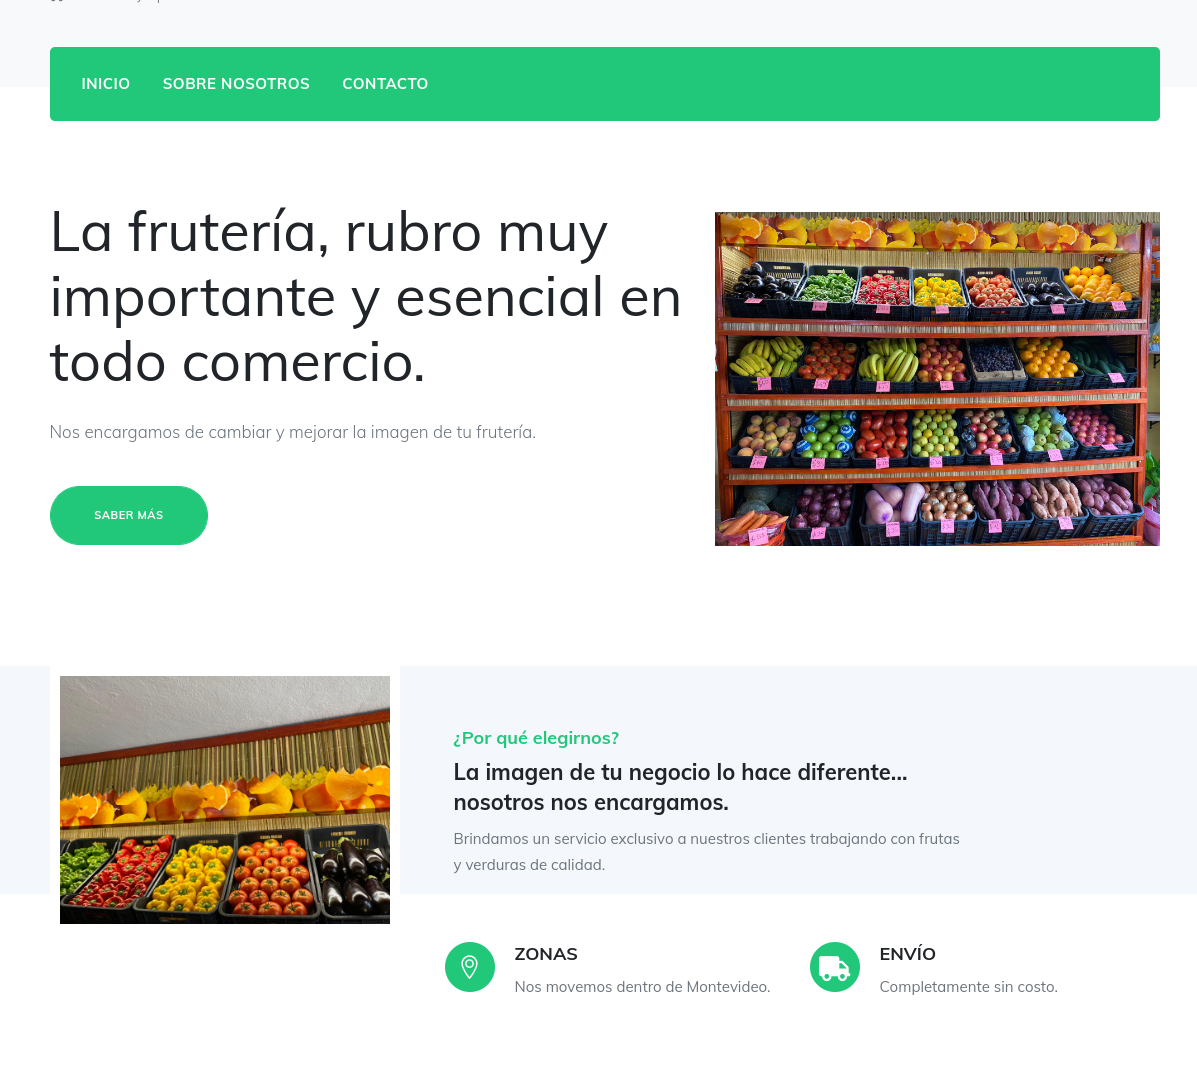 INICIO SOBRE NOSOTROS CONTACTO
La frutería, rubro muy
importante y esencial en
todo comercio.
Nos encargamos de cambiar y mejorar la imagen de tu frutería.
SABER MÁS
¿Por qué elegirnos?
La imagen de tu negocio lo hace diferente...
nosotros nos encargamos.
Brindamos un servicio exclusivo a nuestros clientes trabajando con frutas
y verduras de calidad.
ZONAS
Nos movemos dentro de Montevideo.
ENVÍO
Completamente sin costo.